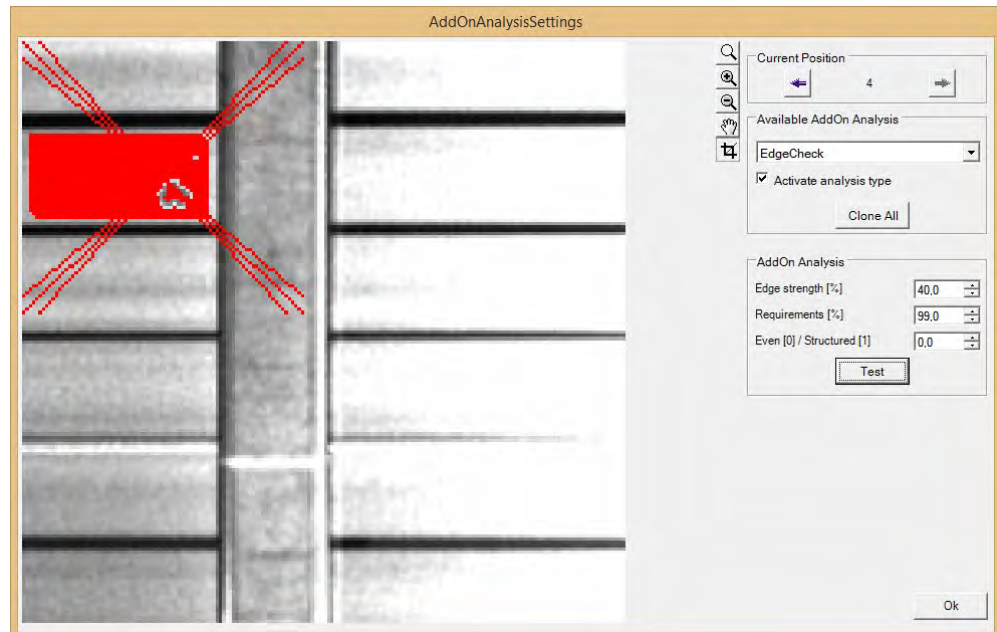 AddOnAnalysisSettings
Current Position
4
Available AddOn Analysis
EdgeCheck
Activate analysis type
Clone All
AddOn Analysis
Edge strength [%] 40,0
Requirements [%] 99,0
Even [0] / Structured [1] 0,0
Test
Ok